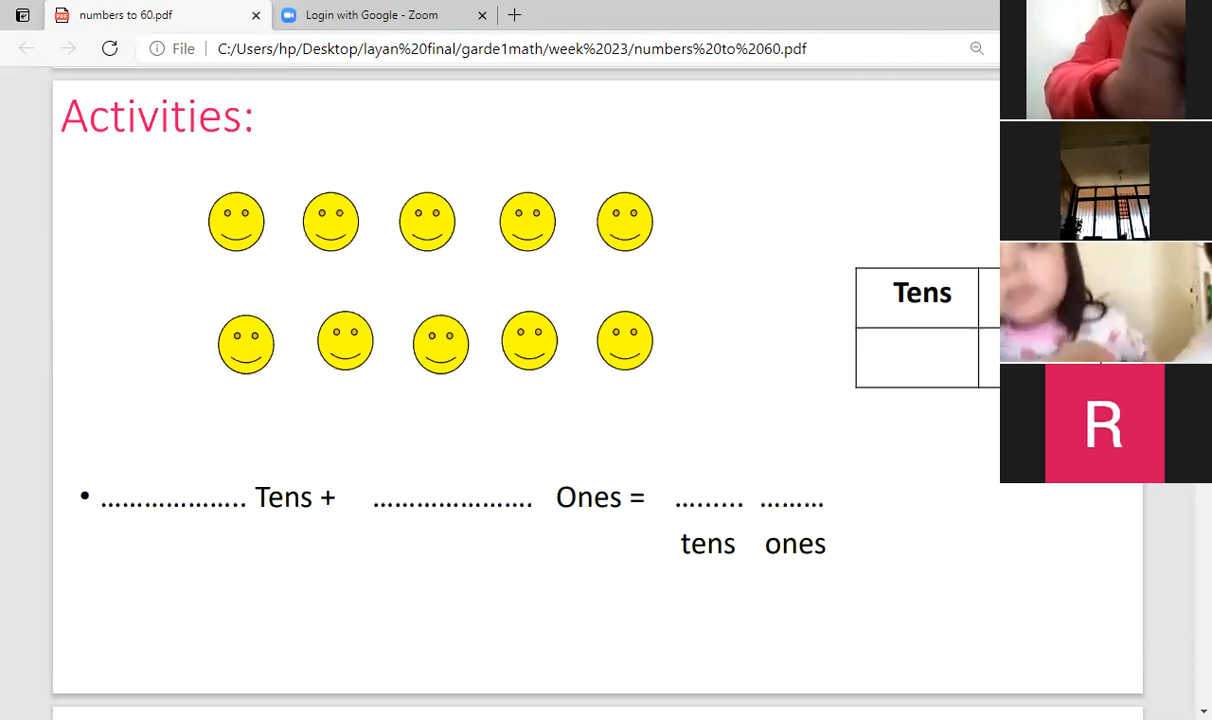 numbers to 60.pdf
Login with Google - Zoom
File
C:/Users/hp/Desktop/layan%20final/garde1math/week%2023/numbers%20to%2060.pdf
Activities:
Tens
• ……………….. Tens + …………………. Ones = …...... ………
tens ones
R